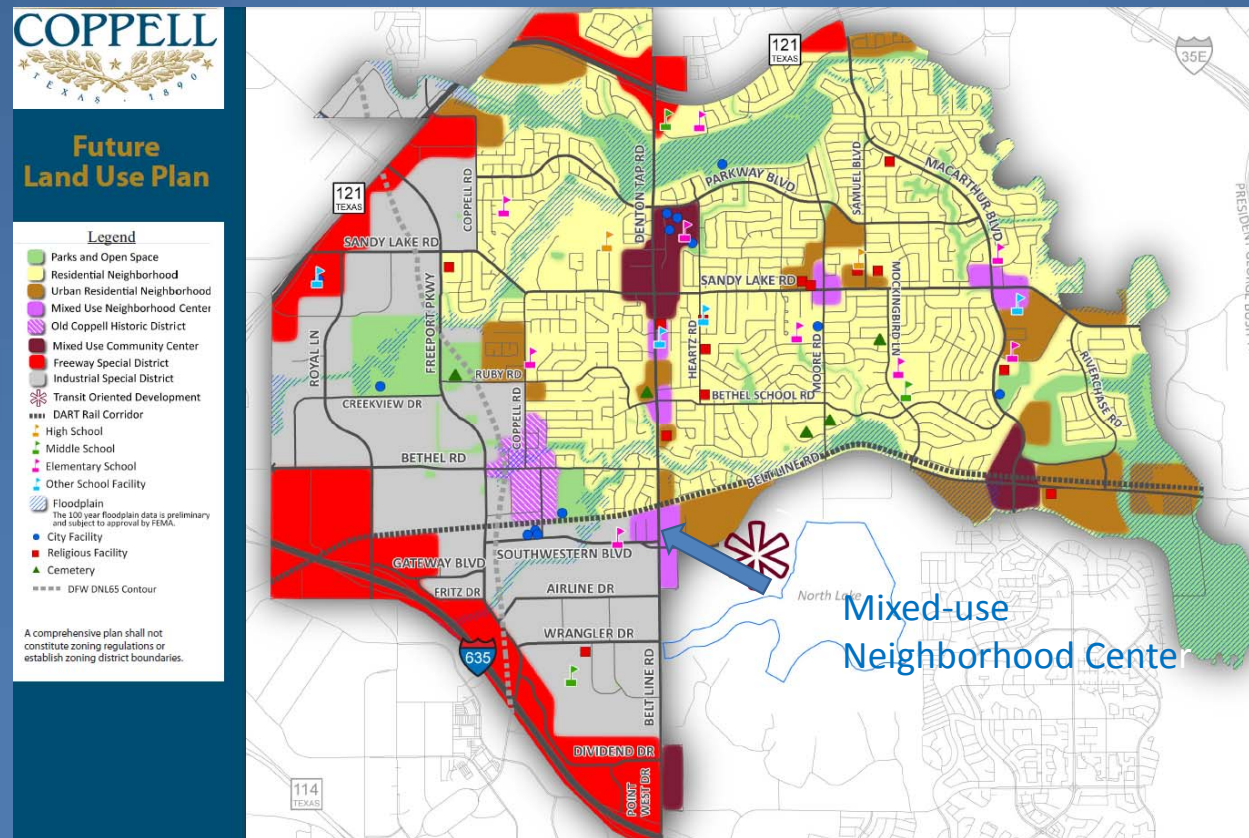 COPPELL
TEXAS · 1890
Future
Land Use Plan
Legend
Parks and Open Space
Residential Neighborhood
Urban Residential Neighborhood
Mixed Use Neighborhood Center
Old Coppell Historic District
Mixed Use Community Center
Freeway Special District
Industrial Special District
Transit Oriented Development
DART Rail Corridor
High School
Middle School
Elementary School
Other School Facility
Floodplain
The 100 year floodplain data is preliminary
and subject to approval by FEMA.
City Facility
Religious Facility
Cemetery
DFW DNL65 Contour
A comprehensive plan shall not
constitute zoning regulations or
establish zoning district boundaries.
121
TEXAS
35E
121
TEXAS
SANDY LAKE RD
COPPELL RD
DENTON TAP RD
PARKWAY BLVD
SAMUEL BLVD
MACARTHUR BLVD
SANDY LAKE RD
ROYAL LN
FREEPORT PKWY
HEARTZ RD
MOORE RD
MOCKINGBIRD LN
RIVERCHASE RD
RUBY RD
CREEKVIEW DR
COPPELL RD
BETHEL SCHOOL RD
BETHEL RD
BELT LINE RD
GATEWAY BLVD
SOUTHWESTERN BLVD
FRITZ DR
AIRLINE DR
WRANGLER DR
BELT LINE RD
635
DIVIDEND DR
POINT
WEST DR
114
TEXAS
North Lake
Mixed-use
Neighborhood Center